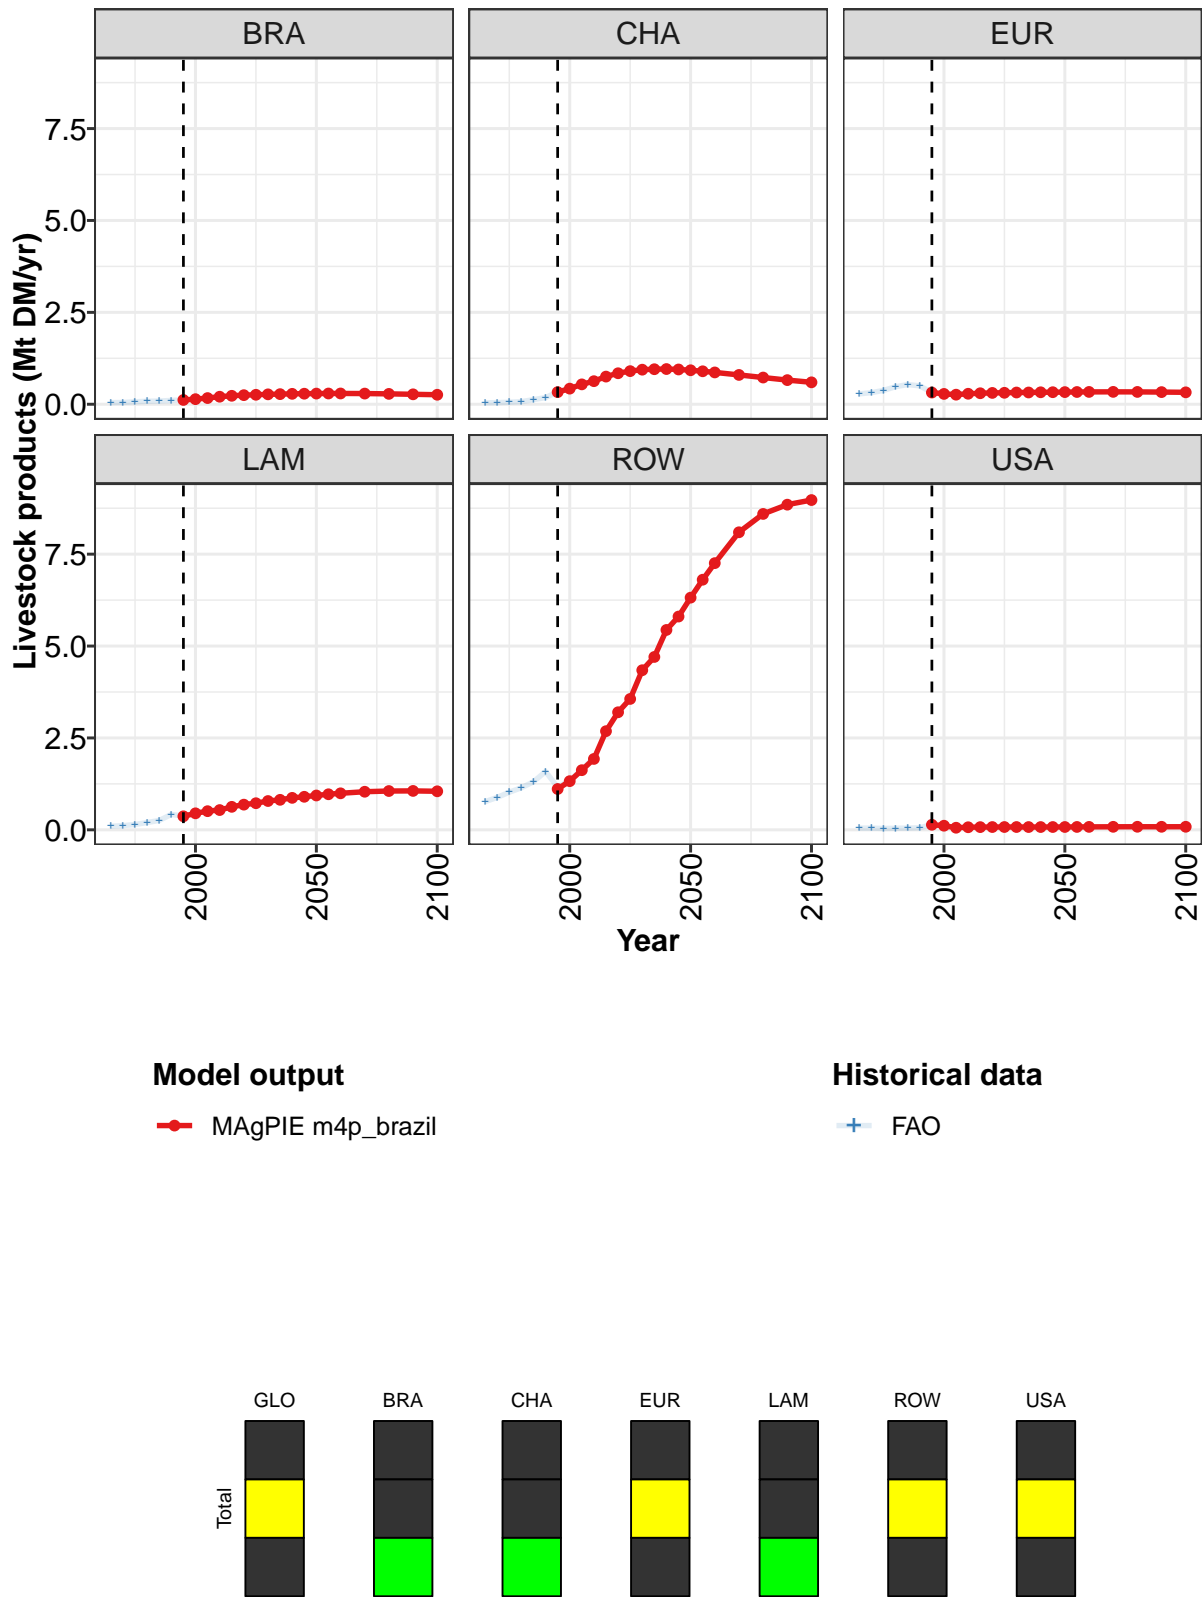 BRA CHA EUR
7.5
5.0
2.5
0.0
Livestock products (Mt DM/yr)
LAM ROW USA
7.5
5.0
2.5
0.0
2000 2050 2100 2000 2050 2100 2000 2050 2100
Year
Model output
MAgPIE m4p_brazil
Historical data
FAO
GLO BRA CHA EUR LAM ROW USA
Total